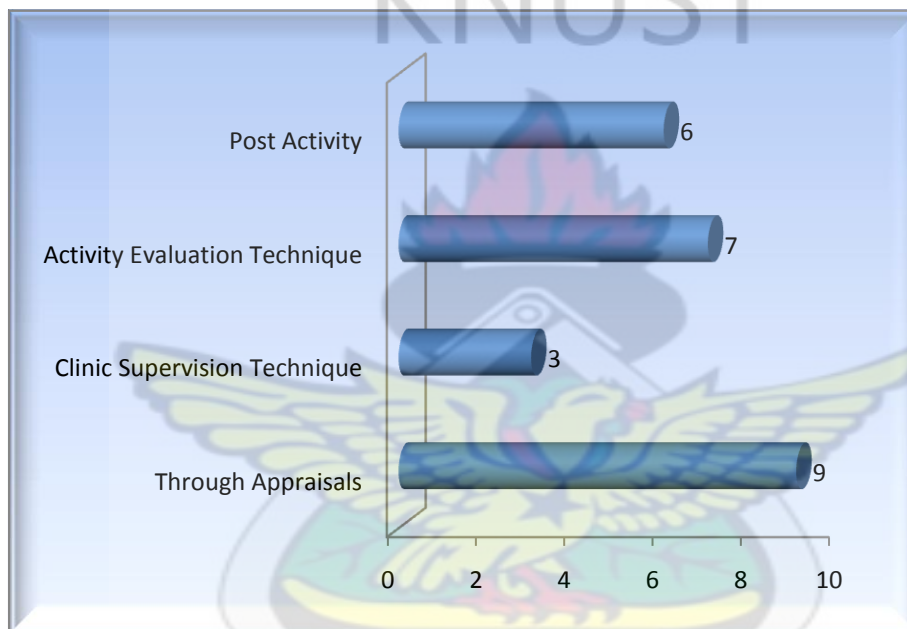 KNUST
Post Activity
6
Activity Evaluation Technique
7
Clinic Supervision Technique
3
Through Appraisals
9
0 2 4 6 8 10